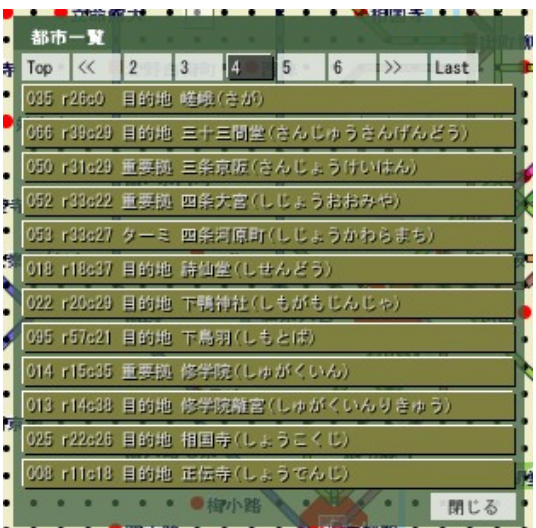 都市一覧
Top << 2 3 4 5 6 >> Last
035 r26c0 目的地 嵯峨(さが)
066 r39c29 目的地 三十三間堂(さんじゅうさんげんどう)
050 r31c29 重要拠 三条京阪(さんじょうけいはん)
052 r33c22 重要拠 四条大宮(しじょうおおみや)
053 r33c27 ターミ 四条河原町(しじょうかわらまち)
018 r18c37 目的地 詩仙堂(しせんどう)
022 r20c29 目的地 下鴨神社(しもがもじんじゃ)
095 r57c21 目的地 下鳥羽(しもとば)
014 r15c35 重要拠 修学院(しゅがくいん)
013 r14c38 目的地 修学院離宮(しゅがくいんりきゅう)
025 r22c26 目的地 相国寺(しょうこくじ)
008 r11c18 目的地 正伝寺(しょうでんじ)
柳小路
閉じる